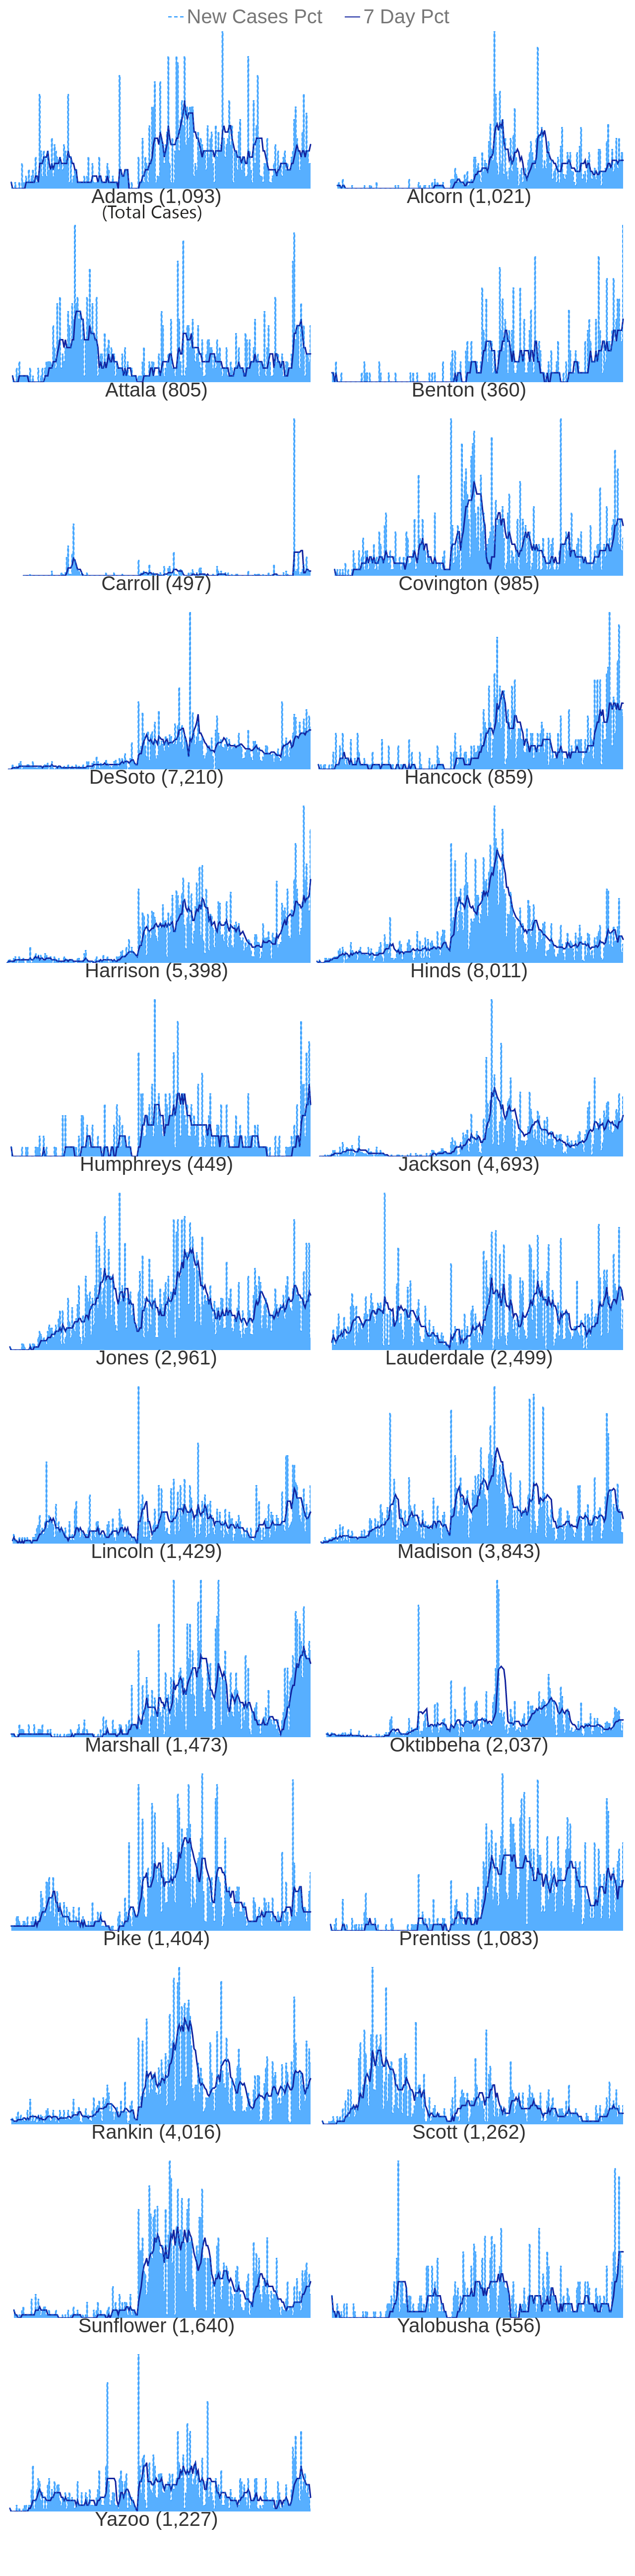 New Cases Pct 7 Day Pct
Adams (1,093) Alcorn (1,021)
(Total Cases)
Attala (805) Benton (360)
Carroll (497) Covington (985)
DeSoto (7,210) Hancock (859)
Harrison (5,398) Hinds (8,011)
Humphreys (449) Jackson (4,693)
Jones (2,961) Lauderdale (2,499)
Lincoln (1,429) Madison (3,843)
Marshall (1,473) Oktibbeha (2,037)
Pike (1,404) Prentiss (1,083)
Rankin (4,016) Scott (1,262)
Sunflower (1,640) Yalobusha (556)
Yazoo (1,227)